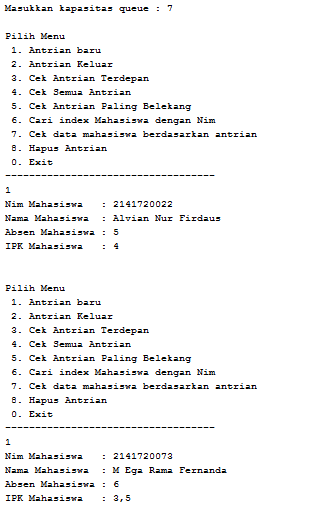 Masukkan kapasitas queue : 7
Pilih Menu
1. Antrian baru
2. Antrian Keluar
3. Cek Antrian Terdepan
4. Cek Semua Antrian
5. Cek Antrian Paling Belekang
6. Cari index Mahasiswa dengan Nim
7. Cek data mahasiswa berdasarkan antrian
8. Hapus Antrian
0. Exit
-----------------------------------
1
Nim Mahasiswa   : 2141720022
Nama Mahasiswa  : Alvian Nur Firdaus
Absen Mahasiswa : 5
IPK Mahasiswa   : 4
Pilih Menu
1. Antrian baru
2. Antrian Keluar
3. Cek Antrian Terdepan
4. Cek Semua Antrian
5. Cek Antrian Paling Belekang
6. Cari index Mahasiswa dengan Nim
7. Cek data mahasiswa berdasarkan antrian
8. Hapus Antrian
0. Exit
-----------------------------------
1
Nim Mahasiswa   : 2141720073
Nama Mahasiswa  : M Ega Rama Fernanda
Absen Mahasiswa : 6
IPK Mahasiswa   : 3,5